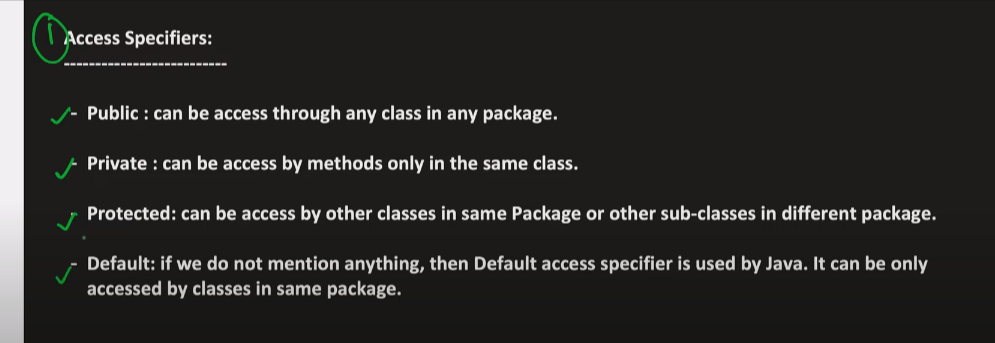 1
Access Specifiers:
---------------------------
- Public : can be access through any class in any package.
- Private : can be access by methods only in the same class.
Protected: can be access by other classes in same Package or other sub-classes in different package.
- Default: if we do not mention anything, then Default access specifier is used by Java. It can be only
accessed by classes in same package.